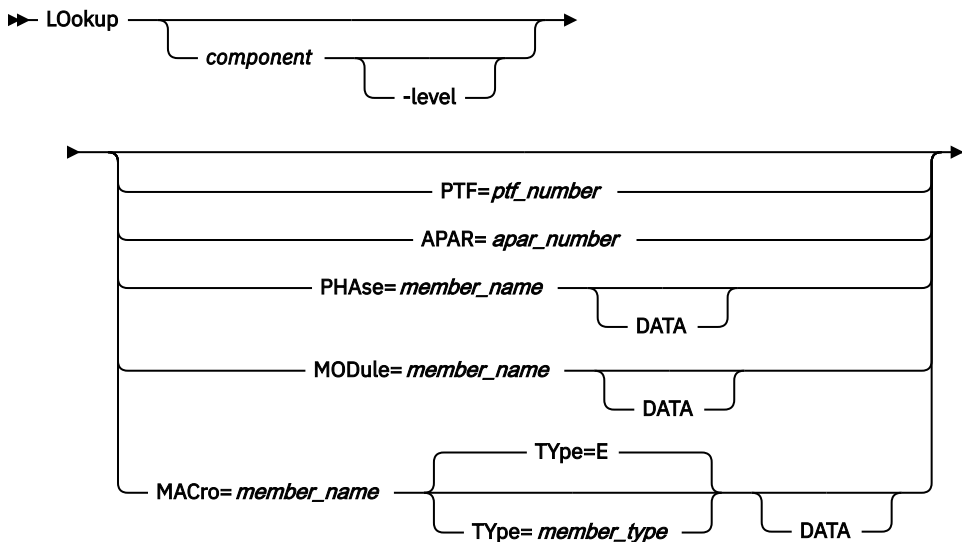 LOokup
component
-level
PTF=ptf_number
APAR= apar_number
PHAse= member_name
DATA
MODule= member_name
DATA
TYpe=E
MACro= member_name
TYpe= member_type
DATA